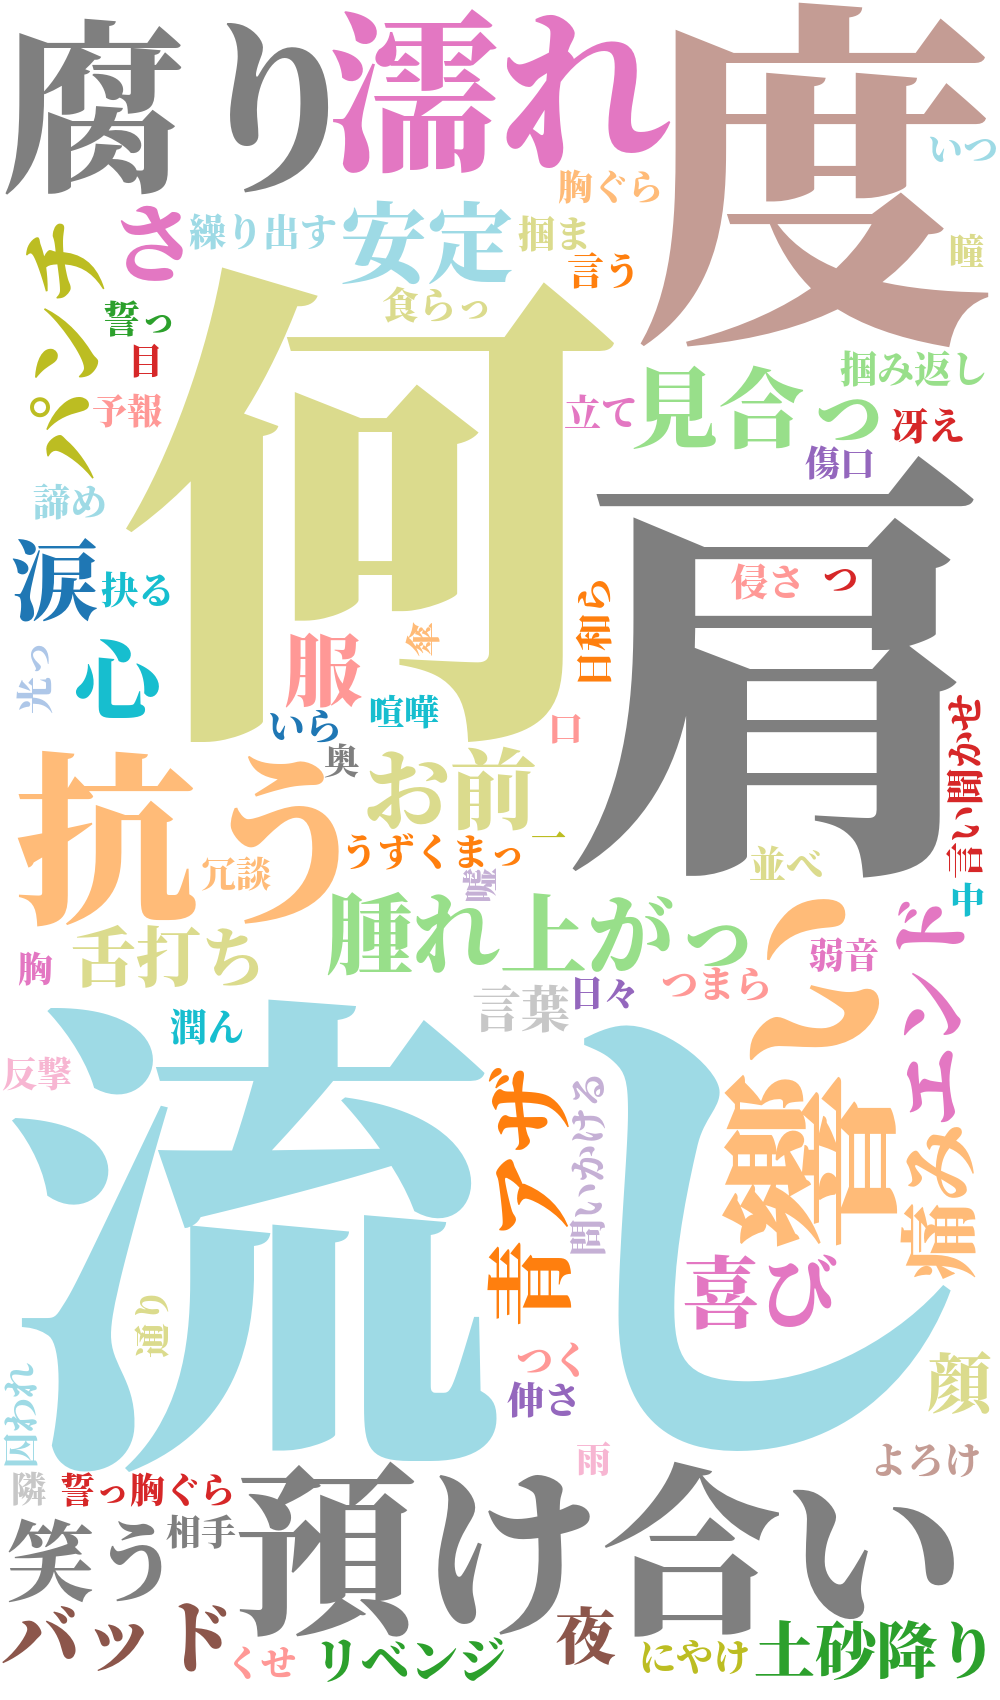 腐り
濡れ
度
いつ
胸ぐら
さ
繰り出す
安定
掴ま
瞳
言う
パンチ
何
食らっ
誓っ
目
予報
掴み返し
見合っ
立て
冴え
傷口
肩
諦め
涙
抉る
侵さ
っ
日和ら
傘
服
心
光っ
喧嘩
いら
口
言い聞かせ
奥
お前
抗う
うずくまっ
一
冗談
嘘
並べ
中
腫れ上がっ
響い
エンド
舌打ち
胸
弱音
つまら
日々
言葉
流し
潤ん
反撃
青アザ
問いかける
痛み
喜び
通り
つく
顔
囚われ
伸さ
雨
よろけ
隣
誓っ
胸ぐら
預け合い
笑う
相手
バッド
くせ
リベンジ
夜
にやけ
土砂降り